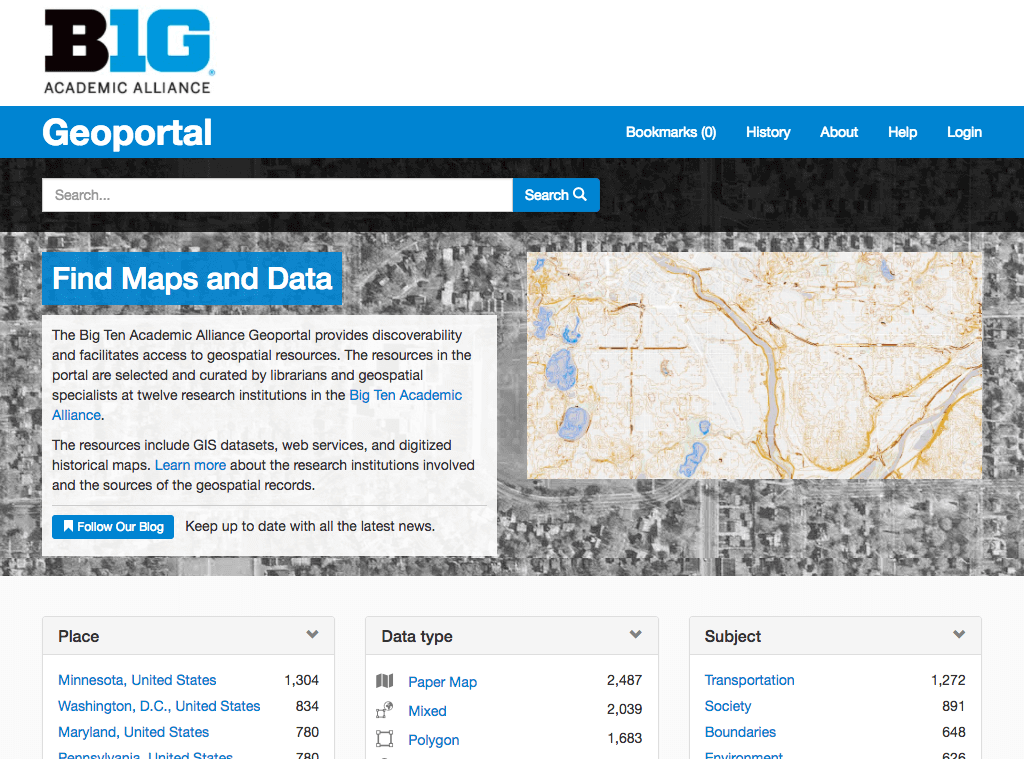 B1G
ACADEMIC ALLIANCE
Geoportal
Bookmarks (0) History About Help Login
Search... Search
Find Maps and Data
The Big Ten Academic Alliance Geoportal provides discoverability
and facilitates access to geospatial resources. The resources in the
portal are selected and curated by librarians and geospatial
specialists at twelve research institutions in the Big Ten Academic
Alliance.
The resources include GIS datasets, web services, and digitized
historical maps. Learn more about the research institutions involved
and the sources of the geospatial records.
Follow Our Blog Keep up to date with all the latest news.
Place
Minnesota, United States 1,304
Washington, D.C., United States 834
Maryland, United States 780
Pennsylvania, United States 780
Data type
Paper Map 2,487
Mixed 2,039
Polygon 1,683
Subject
Transportation 1,272
Society 891
Boundaries 648
Environment 626